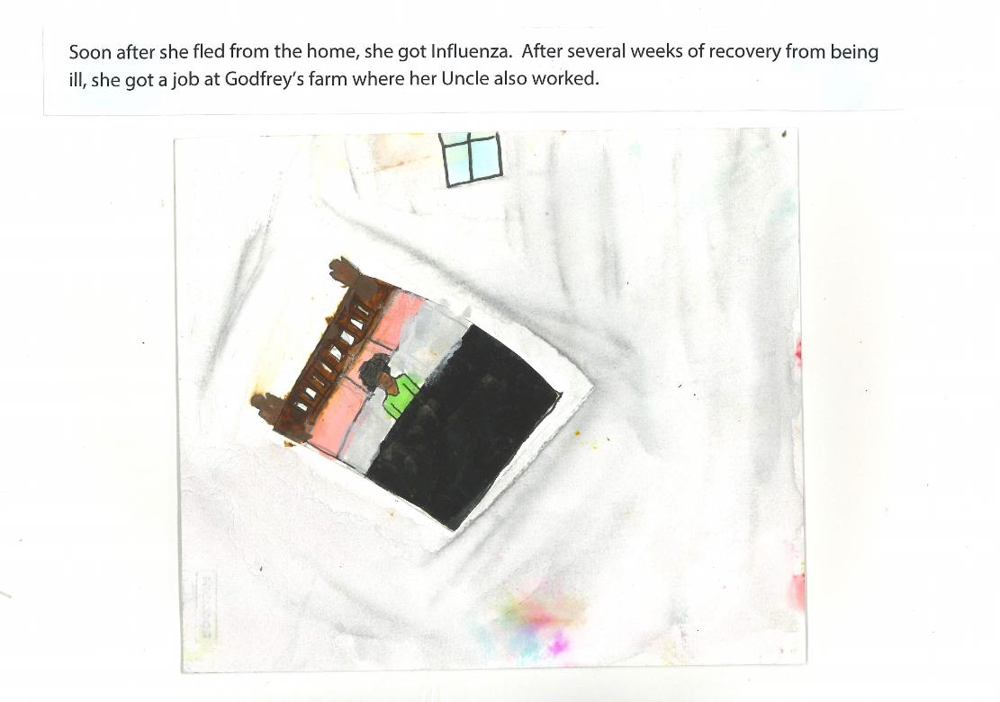 Soon after she fled from the home, she got Influenza.  After several weeks of recovery from being
ill, she got a job at Godfrey's farm where her Uncle also worked.